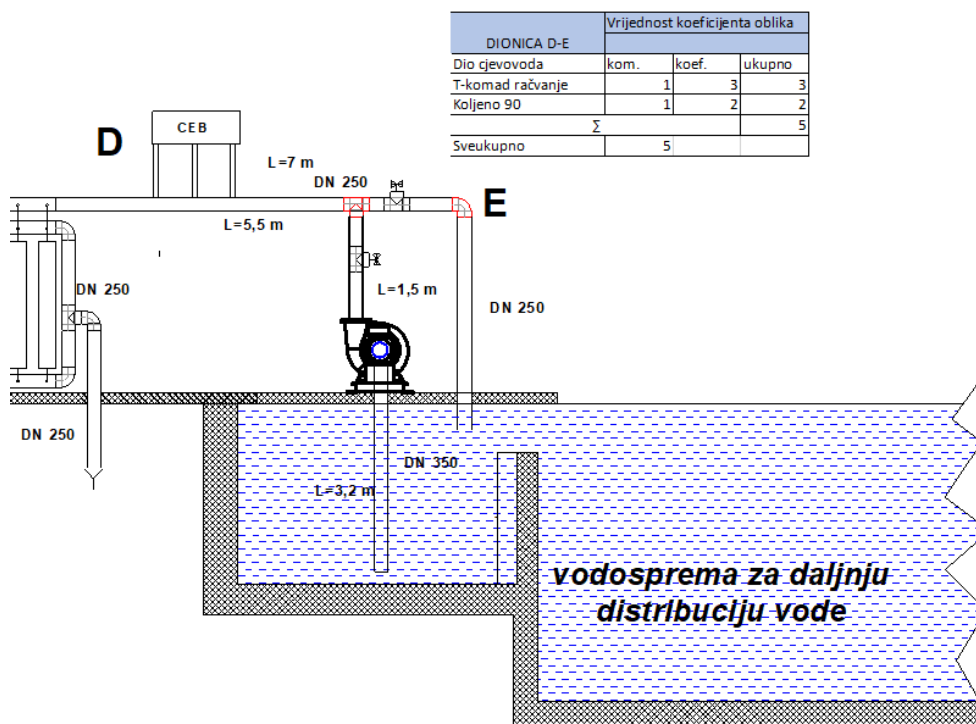 Vrijednost koeficijenta oblika
DIONICA D-E
Dio cjevovoda kom. koef. ukupno
T-komad račvanje 1 3 3
Koljeno 90 1 2 2
Σ 5
Sveukupno 5
D
CEB
L=7 m
DN 250
E
L=5,5 m
DN 250
L=1,5 m
DN 250
DN 250
DN 350
L=3,2 m
vodosprema za daljnju
distribuciju vode